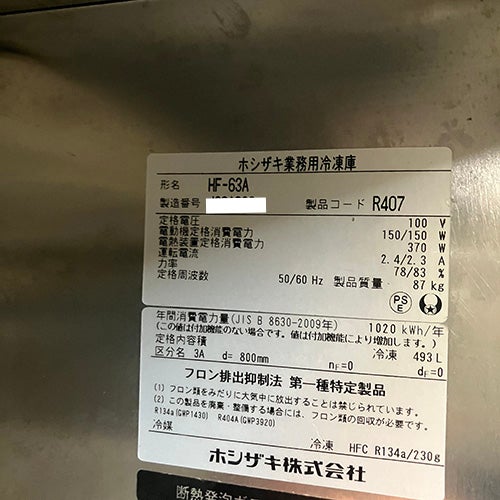 ホシザキ業務用冷凍庫
形名 HF-63A
製造番号 製品コード R407
定格電圧 100 V
電動機定格消費電力 150/150 W
電熱装置定格消費電力 370 W
運転電流 2.4/2.3 A
力率 78/83 %
定格周波数 50/60 Hz 製品質量 87 kg
PSE
年間消費電力量(JIS B 8630-2009年) 1020 kWh/年
(この値は付加機能のない場合です。値は付加機能により増加します。)
定格内容積 冷凍 493L
区分名 3A d= 800mm nF=0 dF=0
フロン排出抑制法 第一種特定製品
(1) フロン類をみだりに大気中に放出することは禁じられています。
(2) この製品を廃棄・整備する場合には、フロン類の回収が必要です。
R134a(GWP1430) R404A(GWP3920)
冷媒 冷凍 HFC R134a/230g
ホシザキ株式会社
断熱発泡ガ